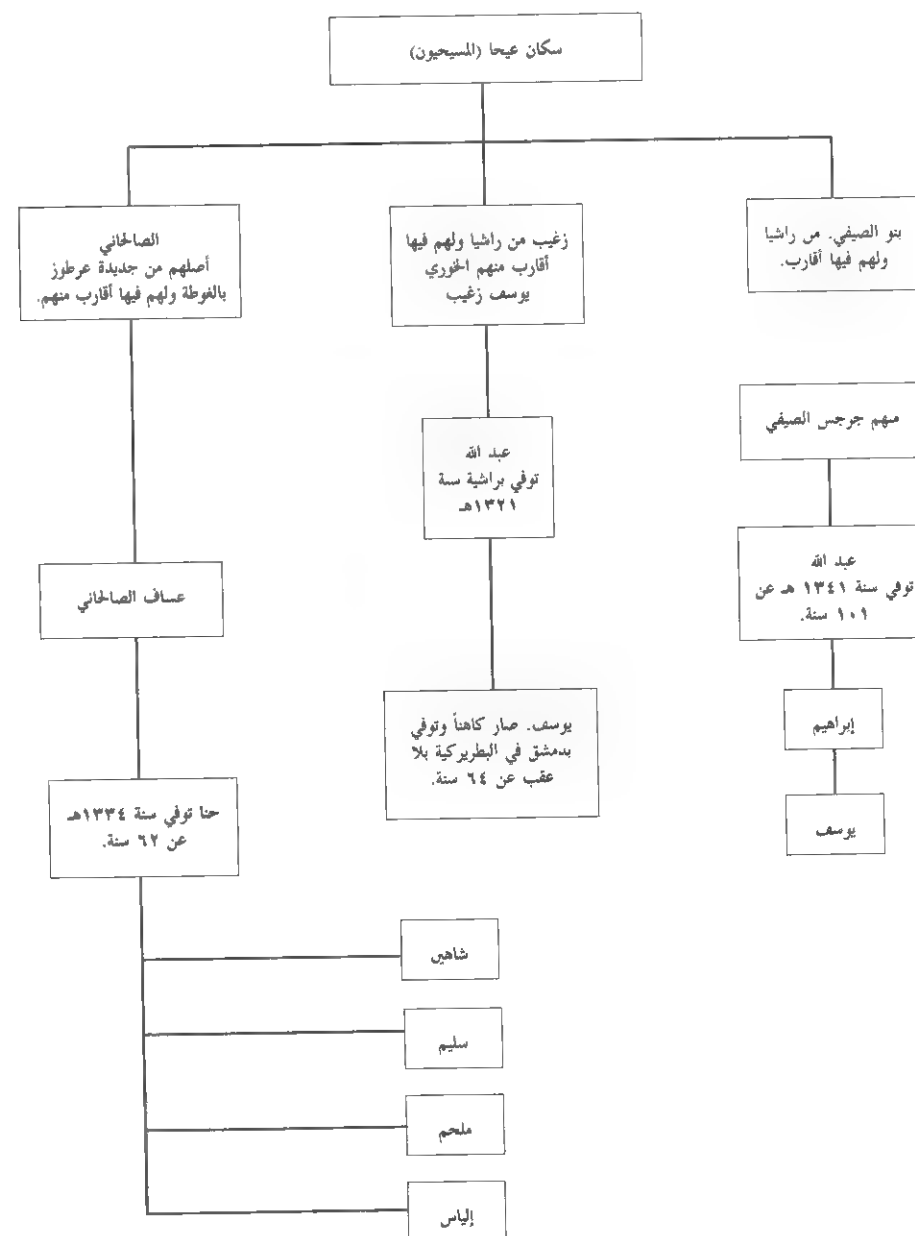 سكان عيحا (المسيحيون)
بنو الصيفي. من راشيا
ولهم فيها أقارب.
منهم جرجس الصيفي
عبد الله
توفي سنة ١٣٤١ هـ عن
١٠١ سنة.
إبراهيم
يوسف
زغيب من راشيا ولهم فيها
أقارب منهم الخوري
يوسف زغيب
عبد الله
توفي براشية سنة
١٣٢١هـ
يوسف. صار كاهناً وتوفي
بدمشق في البطريركية بلا
عقب عن ٦٤ سنة.
الصالحاني
أصلهم من جديدة عرطوز
بالغوطة ولهم فيها أقارب منهم.
عساف الصالحاني
حنا توفي سنة ١٣٣٤هـ
عن ٦٢ سنة.
شاهين
سليم
ملحم
إلياس